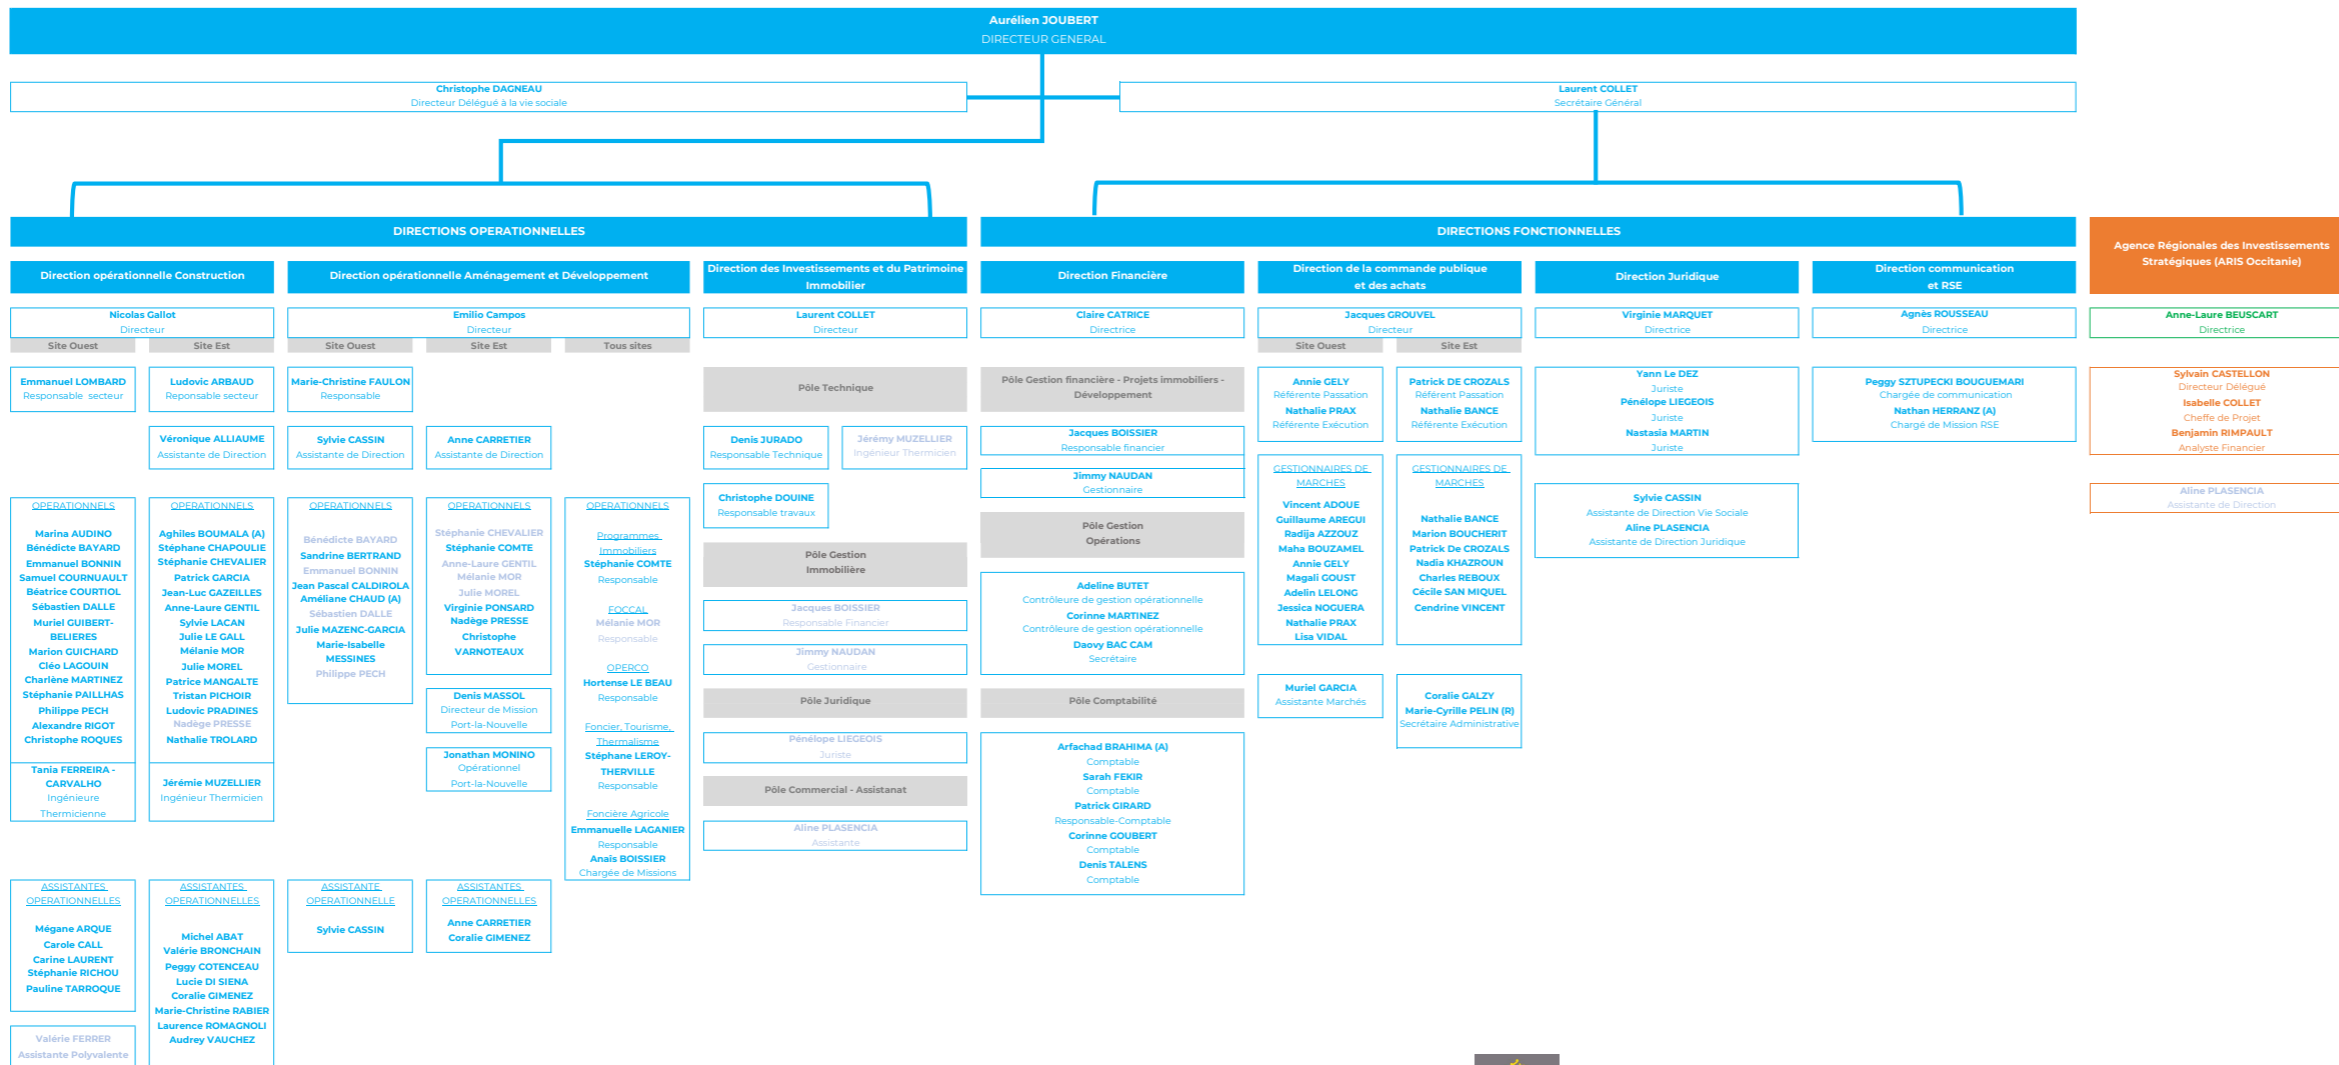 Aurélien JOUBERT
DIRECTEUR GENERAL
Christophe DAGNEAU
Directeur Délégué à la vie sociale
Laurent COLLET
Secrétaire Général
DIRECTIONS OPERATIONNELLES
DIRECTIONS FONCTIONNELLES
Agence Régionales des Investissements
Stratégiques (ARIS Occitanie)
Direction opérationnelle Construction
Direction opérationnelle Aménagement et Développement
Direction des Investissements et du Patrimoine
Immobilier
Direction Financière
Direction de la commande publique
et des achats
Direction Juridique
Direction communication
et RSE
Nicolas Gallot
Directeur
Emilio Campos
Directeur
Laurent COLLET
Directeur
Claire CATRICE
Directrice
Jacques GROUVEL
Directeur
Virginie MARQUET
Directrice
Agnès ROUSSEAU
Directrice
Anne-Laure BEUSCART
Directrice
Site Ouest
Site Est
Site Ouest
Site Est
Tous sites
Site Ouest
Site Est
Emmanuel LOMBARD
Responsable secteur
OPERATIONNELS
Marina AUDINO
Bénédicte BAYARD
Emmanuel BONNIN
Samuel COURNUAULT
Béatrice COURTIOL
Sébastien DALLE
Muriel GUIBERT-
BELIERES
Marion GUICHARD
Cléo LAGOUIN
Charlène MARTINEZ
Stéphanie PAILLHAS
Philippe PECH
Alexandre RIGOT
Christophe ROQUES
Tania FERREIRA -
CARVALHO
Ingénieure
Thermicienne
ASSISTANTES
OPERATIONNELLES
Mégane ARQUE
Carole CALL
Carine LAURENT
Stéphanie RICHOU
Pauline TARROQUE
Valérie FERRER
Assistante Polyvalente
Ludovic ARBAUD
Reponsable secteur
Véronique ALLIAUME
Assistante de Direction
OPERATIONNELS
Aghiles BOUMALA (A)
Stéphane CHAPOULIE
Stéphanie CHEVALIER
Patrick GARCIA
Jean-Luc GAZEILLES
Anne-Laure GENTIL
Sylvie LACAN
Julie LE GALL
Mélanie MOR
Julie MOREL
Patrice MANGALTE
Tristan PICHOIR
Ludovic PRADINES
Nadège PRESSE
Nathalie TROLARD
Jérémie MUZELLIER
Ingénieur Thermicien
ASSISTANTES
OPERATIONNELLES
Michel ABAT
Valérie BRONCHAIN
Peggy COTENCEAU
Lucie DI SIENA
Coralie GIMENEZ
Marie-Christine RABIER
Laurence ROMAGNOLI
Audrey VAUCHEZ
Marie-Christine FAULON
Responsable
Sylvie CASSIN
Assistante de Direction
OPERATIONNELS
Bénédicte BAYARD
Sandrine BERTRAND
Emmanuel BONNIN
Jean Pascal CALDIROLA
Améliane CHAUD (A)
Sébastien DALLE
Julie MAZENC-GARCIA
Marie-Isabelle
MESSINES
Philippe PECH
ASSISTANTE
OPERATIONNELLE
Sylvie CASSIN
Anne CARRETIER
Assistante de Direction
OPERATIONNELS
Stéphanie CHEVALIER
Stéphanie COMTE
Anne-Laure GENTIL
Mélanie MOR
Julie MOREL
Virginie PONSARD
Nadège PRESSE
Christophe
VARNOTEAUX
Denis MASSOL
Directeur de Mission
Port-la-Nouvelle
Jonathan MONINO
Opérationnel
Port-la-Nouvelle
ASSISTANTES
OPERATIONNELLES
Anne CARRETIER
Coralie GIMENEZ
OPERATIONNELS
Programmes
Immobiliers
Stéphanie COMTE
Responsable
FOCCAL
Mélanie MOR
Responsable
OPERCO
Hortense LE BEAU
Responsable
Foncier, Tourisme,
Thermalisme
Stéphane LEROY-
THERVILLE
Responsable
Foncière Agricole
Emmanuelle LAGANIER
Responsable
Anaïs BOISSIER
Chargée de Missions
Pôle Technique
Denis JURADO
Responsable Technique
Jérémy MUZELLIER
Ingénieur Thermicien
Christophe DOUINE
Responsable travaux
Pôle Gestion
Immobilière
Jacques BOISSIER
Responsable Financier
Jimmy NAUDAN
Gestionnaire
Pôle Juridique
Pénélope LIEGEOIS
Juriste
Pôle Commercial - Assistanat
Aline PLASENCIA
Assistante
Pôle Gestion financière - Projets immobiliers -
Développement
Jacques BOISSIER
Responsable financier
Jimmy NAUDAN
Gestionnaire
Pôle Gestion
Opérations
Adeline BUTET
Contrôleure de gestion opérationnelle
Corinne MARTINEZ
Contrôleure de gestion opérationnelle
Daovy BAC CAM
Secrétaire
Pôle Comptabilité
Arfachad BRAHIMA (A)
Comptable
Sarah FEKIR
Comptable
Patrick GIRARD
Responsable-Comptable
Corinne GOUBERT
Comptable
Denis TALENS
Comptable
Annie GELY
Référente Passation
Nathalie PRAX
Référente Exécution
GESTIONNAIRES DE
MARCHES
Vincent ADOUE
Guillaume AREGUI
Radija AZZOUZ
Maha BOUZAMEL
Annie GELY
Magali GOUST
Adelin LELONG
Jessica NOGUERA
Nathalie PRAX
Lisa VIDAL
Muriel GARCIA
Assistante Marchés
Patrick DE CROZALS
Référent Passation
Nathalie BANCE
Référente Exécution
GESTIONNAIRES DE
MARCHES
Nathalie BANCE
Marion BOUCHERIT
Patrick De CROZALS
Nadia KHAZROUN
Charles REBOUX
Cécile SAN MIQUEL
Cendrine VINCENT
Coralie GALZY
Marie-Cyrille PELIN (R)
Secrétaire Administrative
Yann Le DEZ
Juriste
Pénélope LIEGEOIS
Juriste
Nastasia MARTIN
Juriste
Sylvie CASSIN
Assistante de Direction Vie Sociale
Aline PLASENCIA
Assistante de Direction Juridique
Peggy SZTUPECKI BOUGUEMARI
Chargée de communication
Nathan HERRANZ (A)
Chargé de Mission RSE
Sylvain CASTELLON
Directeur Délégué
Isabelle COLLET
Cheffe de Projet
Benjamin RIMPAULT
Analyste Financier
Aline PLASENCIA
Assistante de Direction